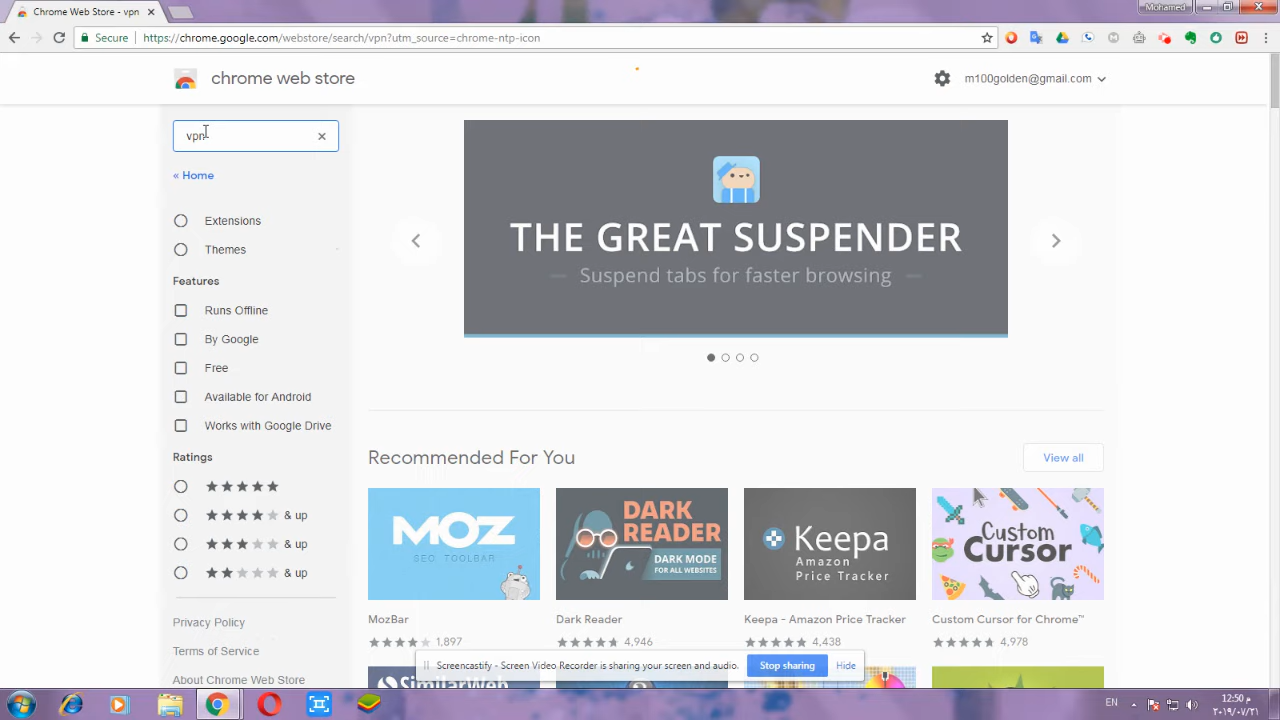 Chrome Web Store - vpn
Mohamed
Secure
https://chrome.google.com/webstore/search/vpn?utm_source=chrome-ntp-icon
chrome web store
m100golden@gmail.com
vpn
« Home
Extensions
Themes
Features
Runs Offline
By Google
Free
Available for Android
Works with Google Drive
Ratings
& up
& up
& up
Privacy Policy
Terms of Service
About Chrome Web Store
THE GREAT SUSPENDER
Suspend tabs for faster browsing
Recommended For You
View all
MOZ
SEO TOOLBAR
DARK
READER
DARK MODE
FOR ALL WEBSITES
Keepa
Amazon
Price Tracker
Custom
Cursor
MozBar
Dark Reader
Keepa - Amazon Price Tracker
Custom Cursor for Chrome™
1,897
4,946
4,438
4,978
Screencastify - Screen Video Recorder is sharing your screen and audio.
Stop sharing
Hide
SimilarWeb
EN
12:50 م
٢٠١٩/٠٧/٢١